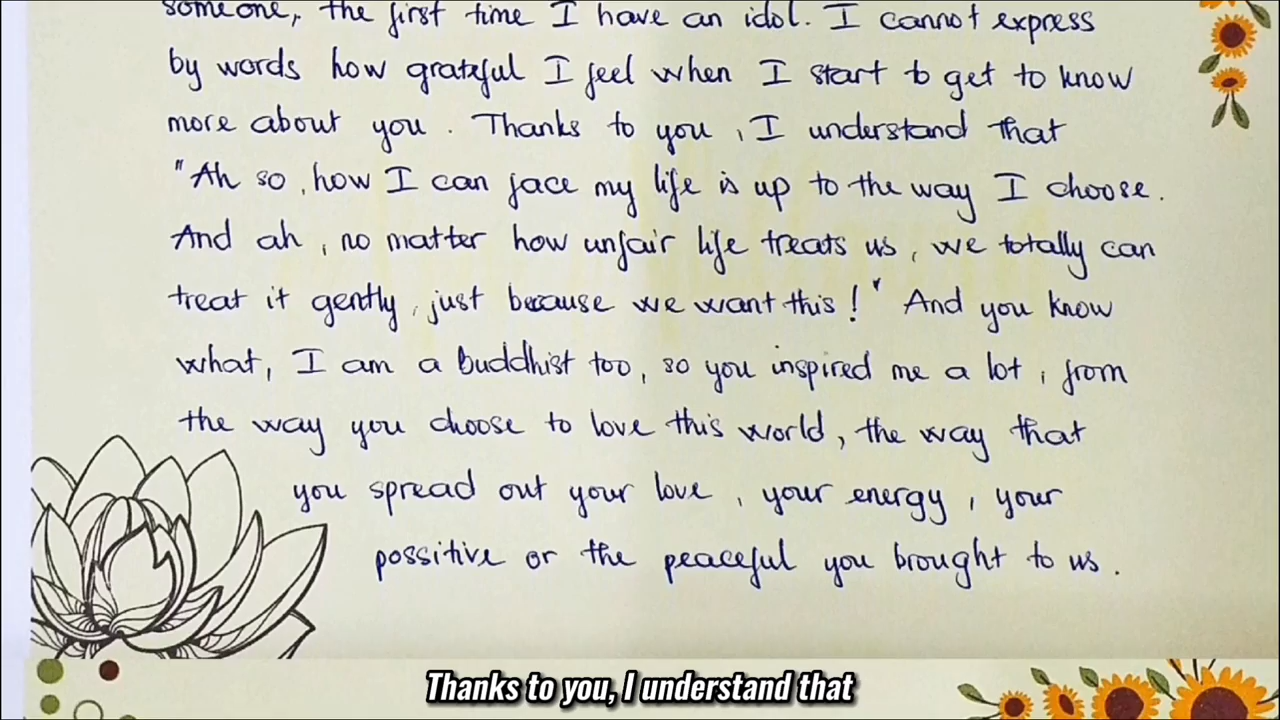 someone, the first time I have an idol. I cannot express
by words how grateful I feel when I start to get to know
more about you. Thanks to you, I understand that
"Ah so, how I can face my life is up to the way I choose.
And ah, no matter how unfair life treats us, we totally can
treat it gently, just because we want this!" And you know
what, I am a buddhist too, so you inspired me a lot, from
the way you choose to love this world, the way that
you spread out your love, your energy, your
possitive or the peaceful you brought to us.
Thanks to you, I understand that